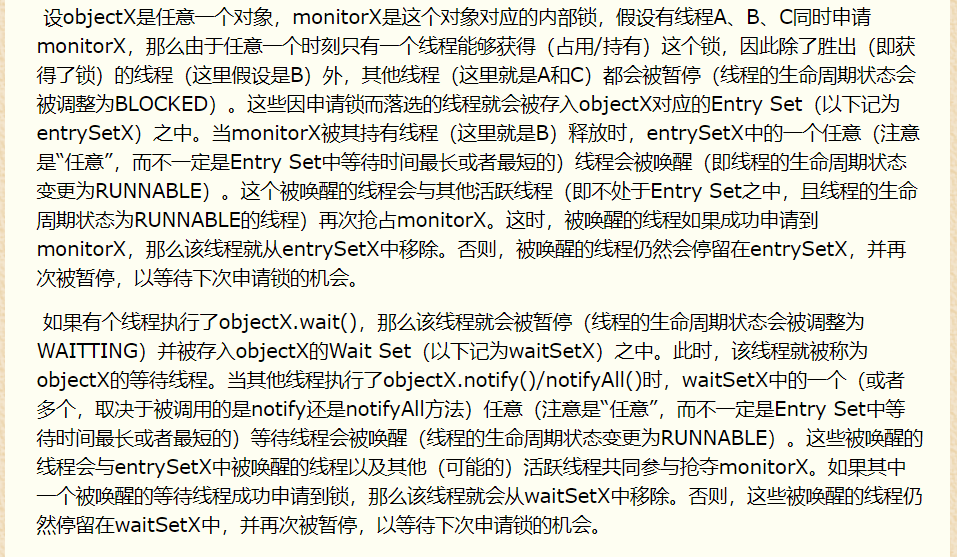 设objectX是任意一个对象，monitorX是这个对象对应的内部锁，假设有线程A、B、C同时申请
monitorX，那么由于任意一个时刻只有一个线程能够获得（占用/持有）这个锁，因此除了胜出（即获
得了锁）的线程（这里假设是B）外，其他线程（这里就是A和C）都会被暂停（线程的生命周期状态会
被调整为BLOCKED）。这些因申请锁而落选的线程就会被存入objectX对应的Entry Set（以下记为
entrySetX）之中。当monitorX被其持有线程（这里就是B）释放时，entrySetX中的一个任意（注意
是“任意”，而不一定是Entry Set中等待时间最长或者最短的）线程会被唤醒（即线程的生命周期状态
变更为RUNNABLE）。这个被唤醒的线程会与其他活跃线程（即不处于Entry Set之中，且线程的生命
周期状态为RUNNABLE的线程）再次抢占monitorX。这时，被唤醒的线程如果成功申请到
monitorX，那么该线程就从entrySetX中移除。否则，被唤醒的线程仍然会停留在entrySetX，并再
次被暂停，以等待下次申请锁的机会。
如果有个线程执行了objectX.wait()，那么该线程就会被暂停（线程的生命周期状态会被调整为
WAITTING）并被存入objectX的Wait Set（以下记为waitSetX）之中。此时，该线程就被称为
objectX的等待线程。当其他线程执行了objectX.notify()/notifyAll()时，waitSetX中的一个（或者
多个，取决于被调用的是notify还是notifyAll方法）任意（注意是“任意”，而不一定是Entry Set中等
待时间最长或者最短的）等待线程会被唤醒（线程的生命周期状态变更为RUNNABLE）。这些被唤醒的
线程会与entrySetX中被唤醒的线程以及其他（可能的）活跃线程共同参与抢夺monitorX。如果其中
一个被唤醒的等待线程成功申请到锁，那么该线程就会从waitSetX中移除。否则，这些被唤醒的线程仍
然停留在waitSetX中，并再次被暂停，以等待下次申请锁的机会。